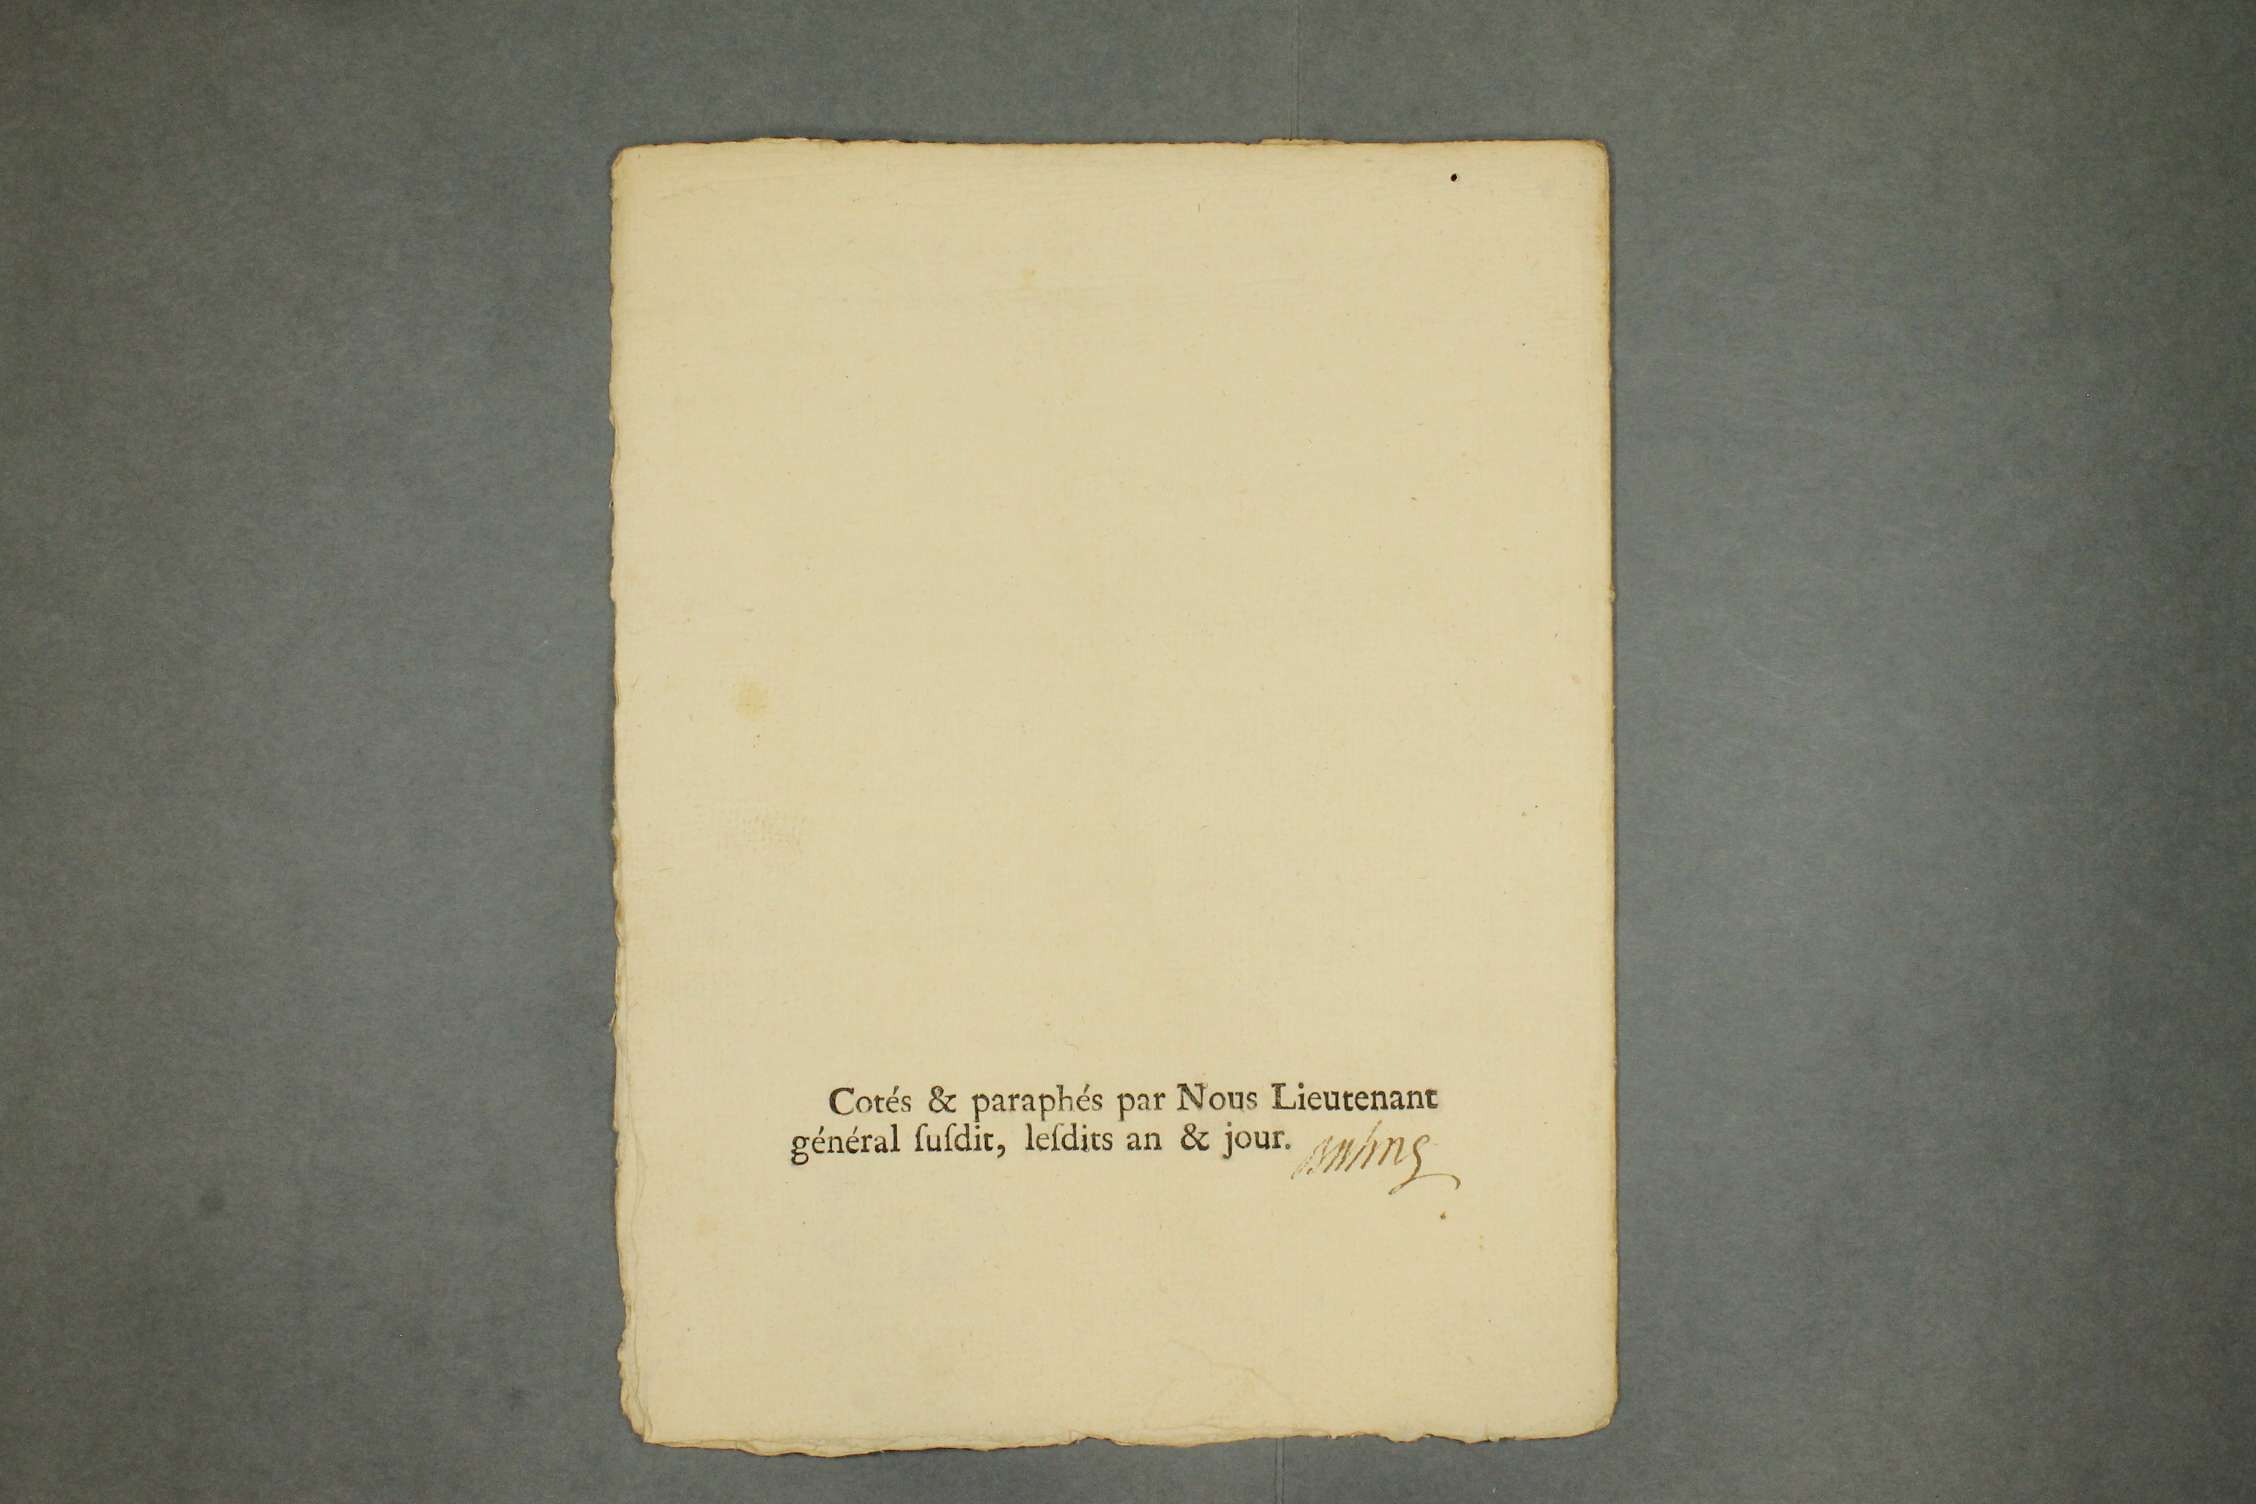 Cotés & paraphés par Nous Lieutenant
général ſuſdit, leſdits an & jour.